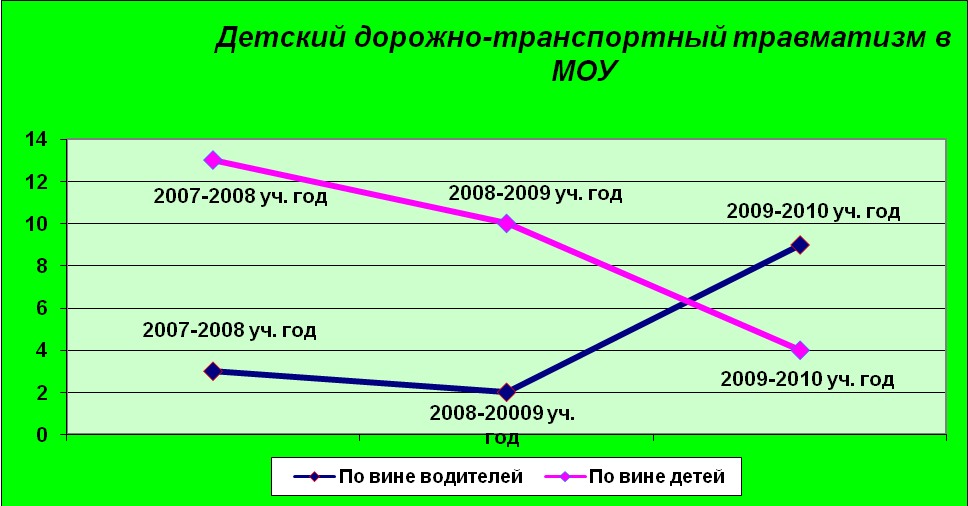 Детский дорожно-транспортный травматизм в
МОУ
14
12
10
8
6
4
2
0
2007-2008 уч. год
2008-2009 уч. год
2009-2010 уч. год
2007-2008 уч. год
2008-20009 уч.
год
2009-2010 уч. год
По вине водителей
По вине детей